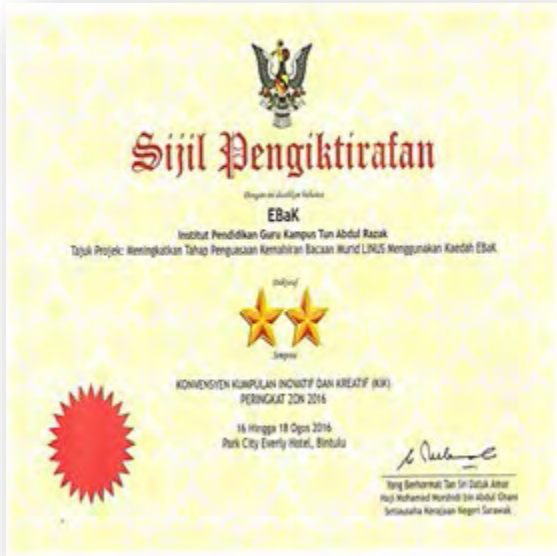 Sijil Pengiktirafan
Dengan ini disahkan bahawa
EBaK
Institut Pendidikan Guru Kampus Tun Abdul Razak
Tajuk Projek: Meningkatkan Tahap Penguasaan Kemahiran Bacaan Murid LINUS Menggunakan Kaedah EBaK
Sempena
KONVENSYEN KUMPULAN INOVATIF DAN KREATIF (KIK)
PERINGKAT ZON 2016
16 Hingga 18 Ogos 2016
Park City Everly Hotel, Bintulu
Yang Berhormat Tan Sri Datuk Amar
Haji Mohamad Morshidi bin Abdul Ghani
Setiausaha Kerajaan Negeri Sarawak